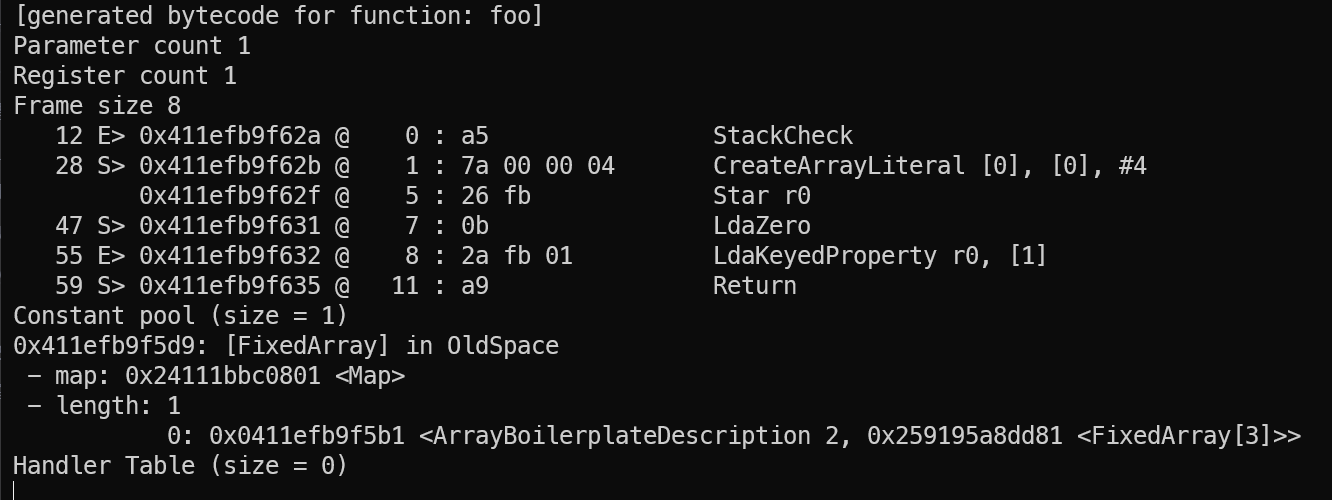 [generated bytecode for function: foo]
Parameter count 1
Register count 1
Frame size 8
   12 E> 0x411efb9f62a @    0 : a5                StackCheck
   28 S> 0x411efb9f62b @    1 : 7a 00 00 04       CreateArrayLiteral [0], [0], #4
         0x411efb9f62f @    5 : 26 fb             Star r0
   47 S> 0x411efb9f631 @    7 : 0b                LdaZero
   55 E> 0x411efb9f632 @    8 : 2a fb 01          LdaKeyedProperty r0, [1]
   59 S> 0x411efb9f635 @   11 : a9                Return
Constant pool (size = 1)
0x411efb9f5d9: [FixedArray] in OldSpace
 - map: 0x24111bbc0801 <Map>
 - length: 1
           0: 0x0411efb9f5b1 <ArrayBoilerplateDescription 2, 0x259195a8dd81 <FixedArray[3]>>
Handler Table (size = 0)